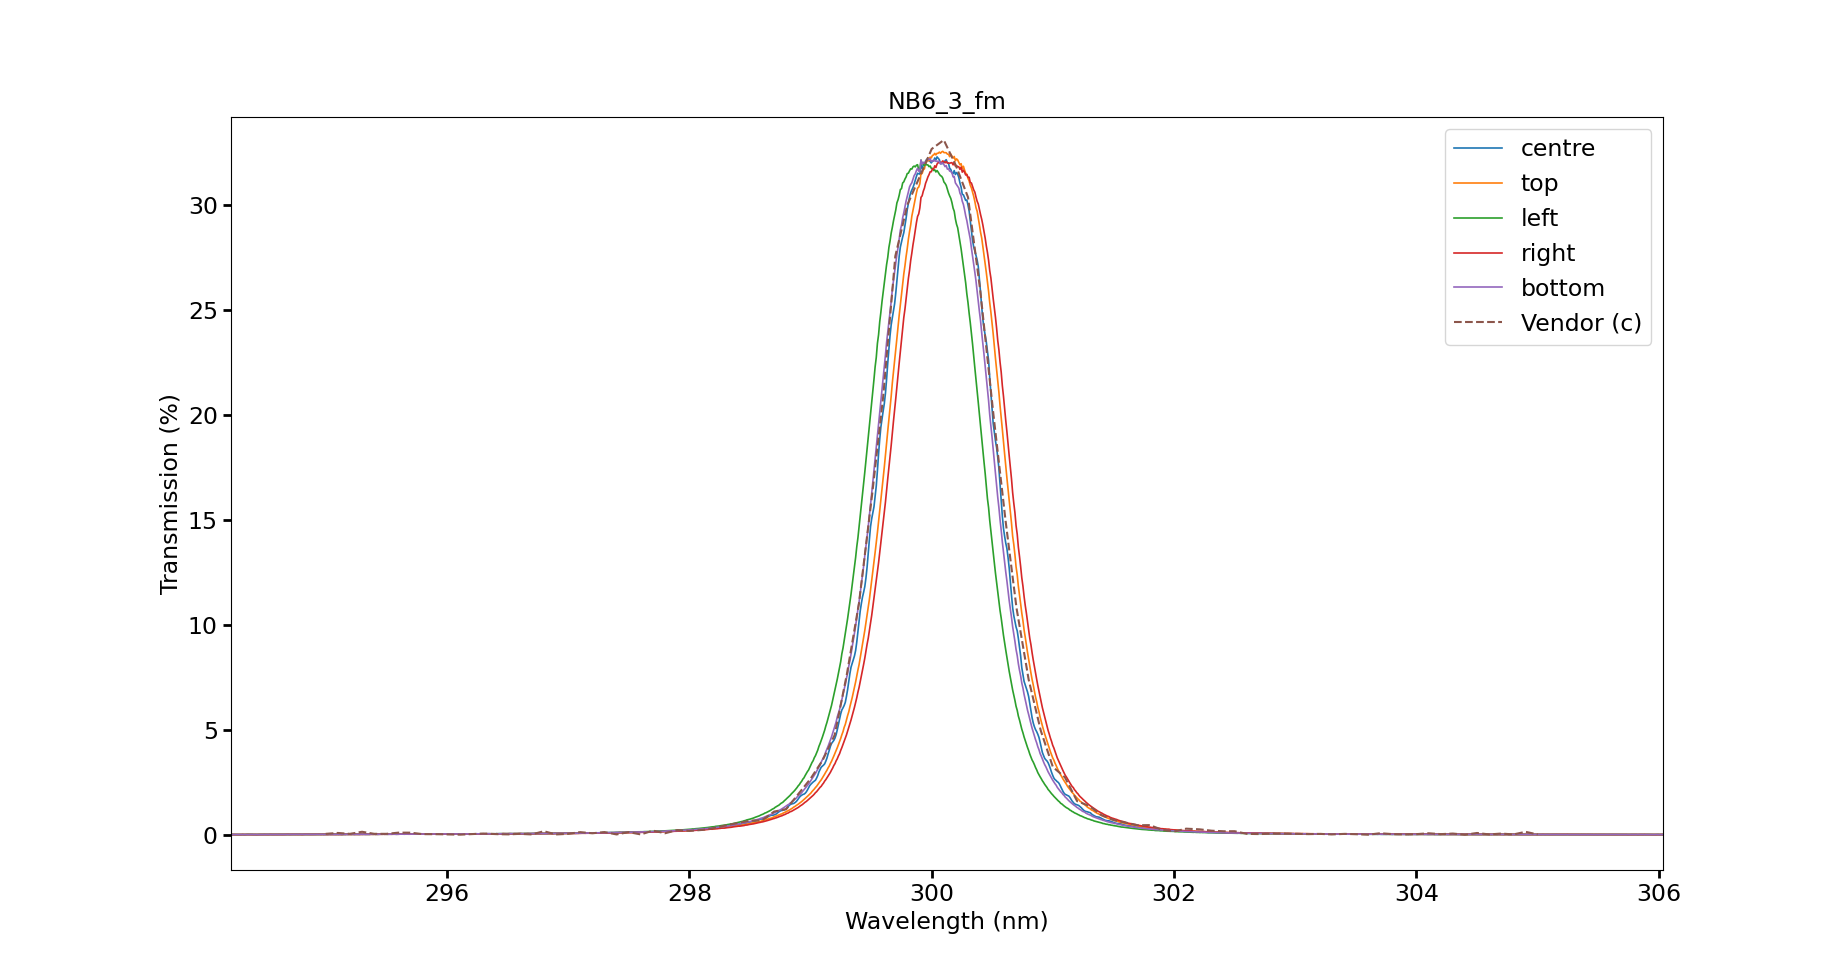 NB6_3_fm
centre
top
left
right
bottom
Vendor (c)
Transmission (%)
30
25
20
15
10
5
0
296 298 300 302 304 306
Wavelength (nm)